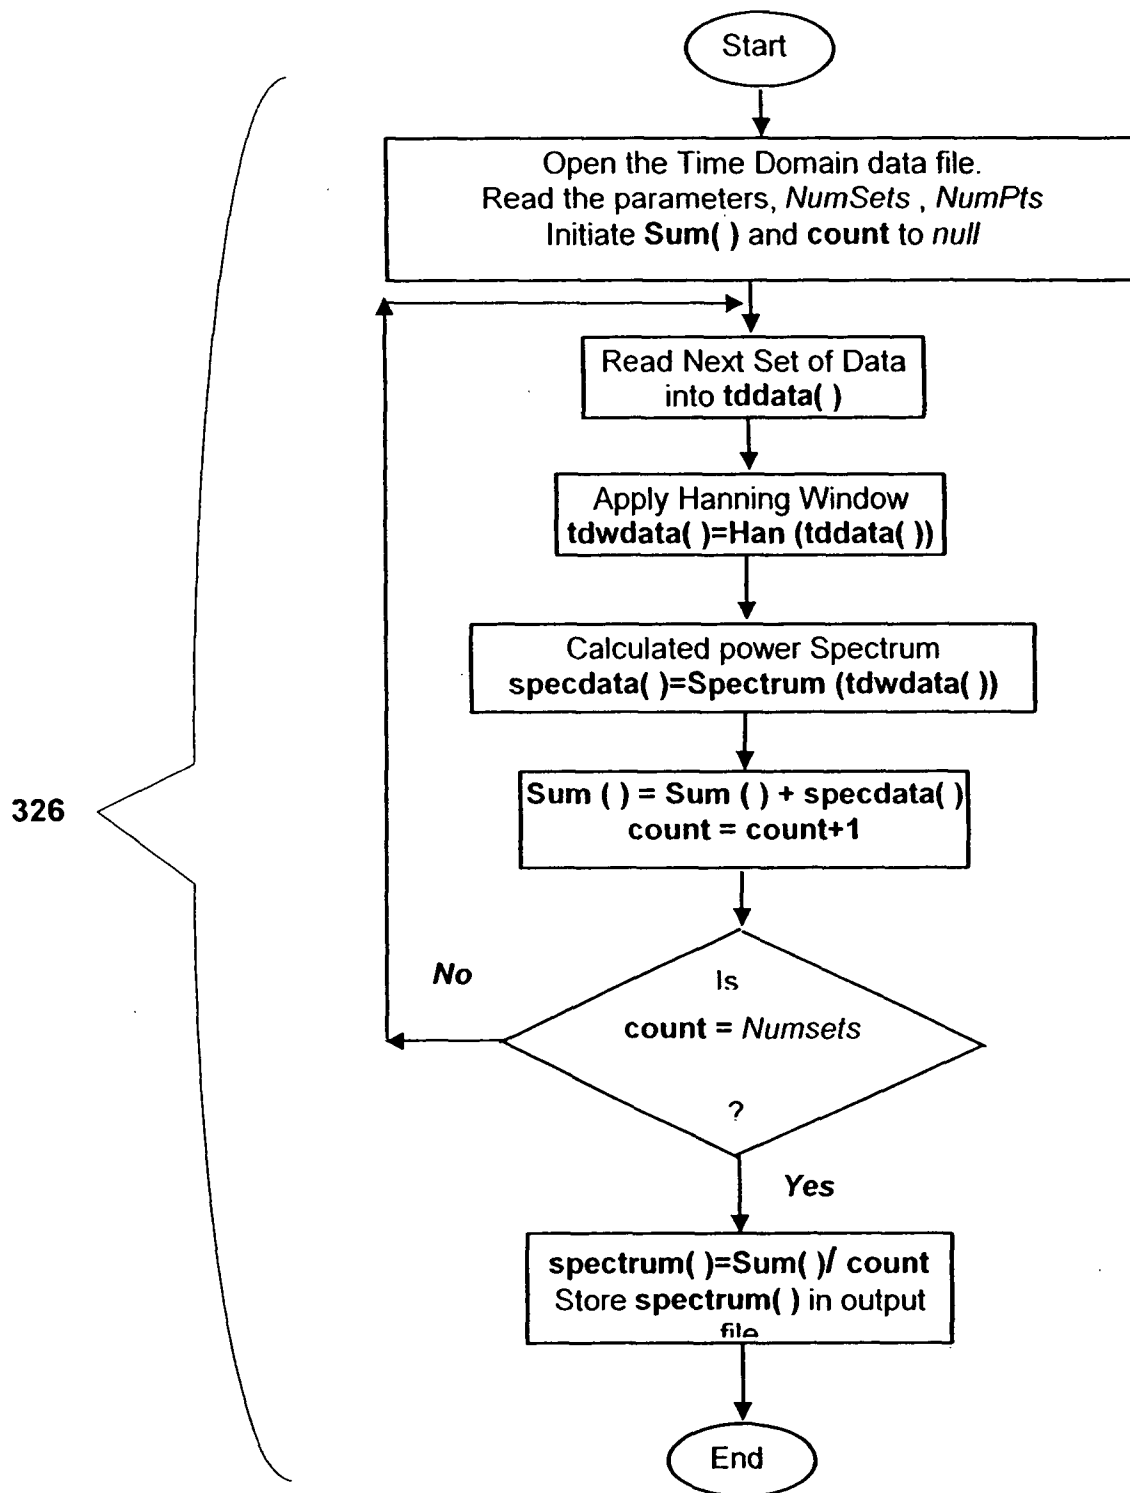 Start
Open the Time Domain data file.
Read the parameters, NumSets , NumPts
Initiate Sum( ) and count to null
Read Next Set of Data
into tddata( )
Apply Hanning Window
tdwdata( )=Han (tddata( ))
Calculated power Spectrum
specdata( )=Spectrum (tdwdata( ))
Sum ( ) = Sum ( ) + specdata( )
count = count+1
326
No
Is
count = Numsets
?
Yes
spectrum( )=Sum( )/ count
Store spectrum( ) in output
file
End